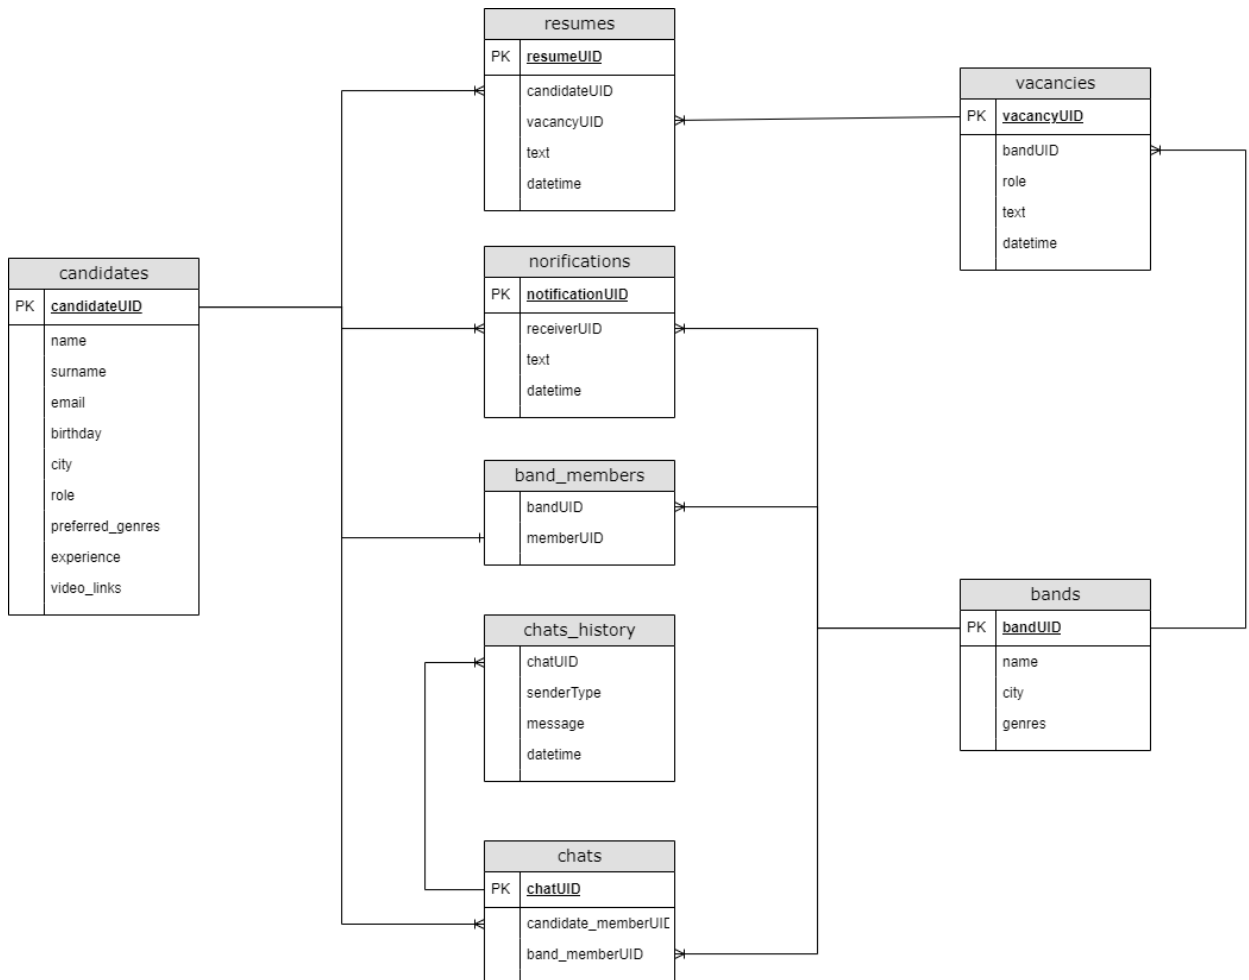 resumes
PK resumeUID
candidateUID
vacancyUID
text
datetime
vacancies
PK vacancyUID
bandUID
role
text
datetime
candidates
PK candidateUID
name
surname
email
birthday
city
role
preferred_genres
experience
video_links
norifications
PK notificationUID
receiverUID
text
datetime
band_members
bandUID
memberUID
chats_history
chatUID
senderType
message
datetime
bands
PK bandUID
name
city
genres
chats
PK chatUID
candidate_memberUID
band_memberUID